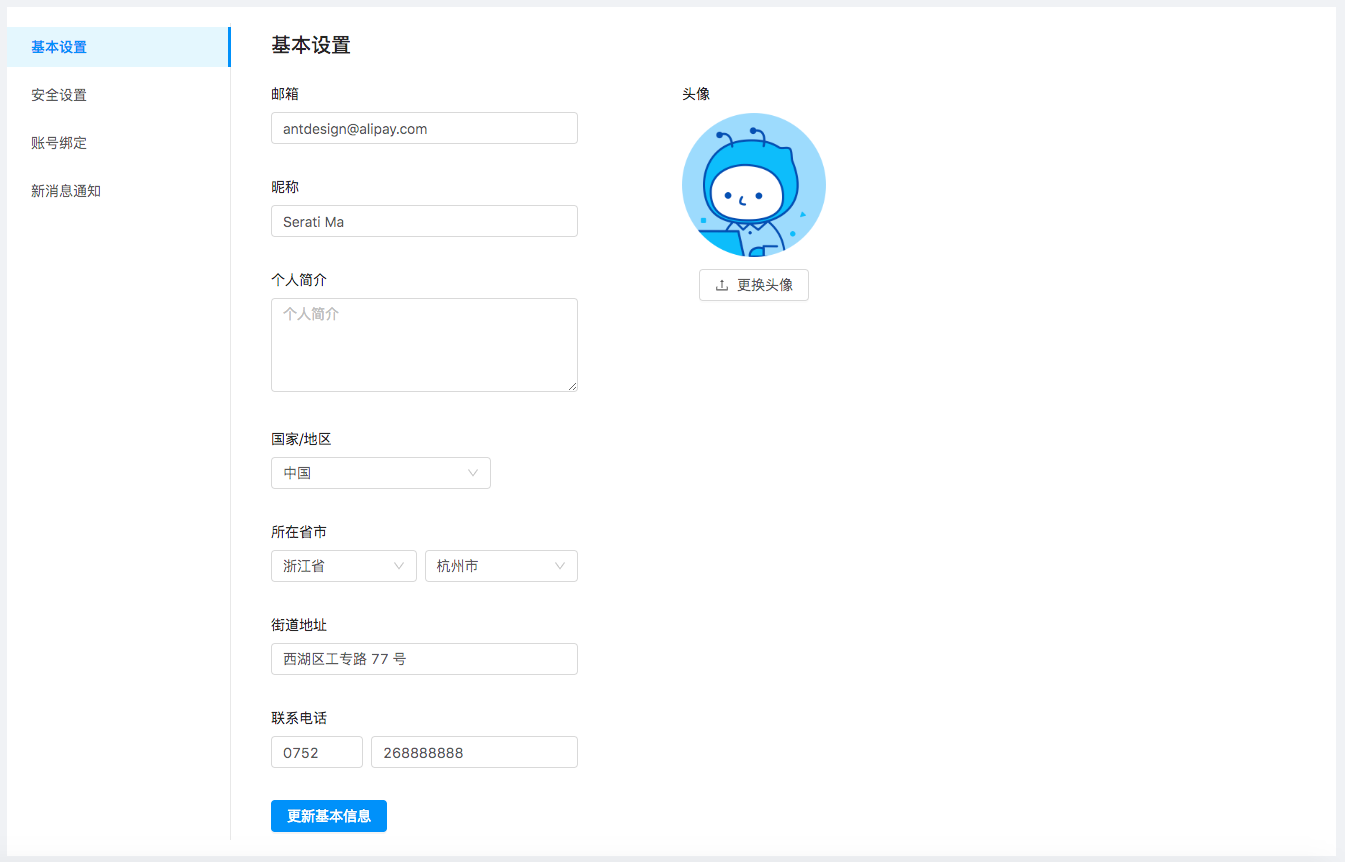 基本设置
安全设置
账号绑定
新消息通知
基本设置
邮箱
antdesign@alipay.com
昵称
Serati Ma
个人简介
个人简介
国家/地区
中国
所在省市
浙江省 杭州市
街道地址
西湖区工专路 77 号
联系电话
0752 268888888
更新基本信息
头像
更换头像